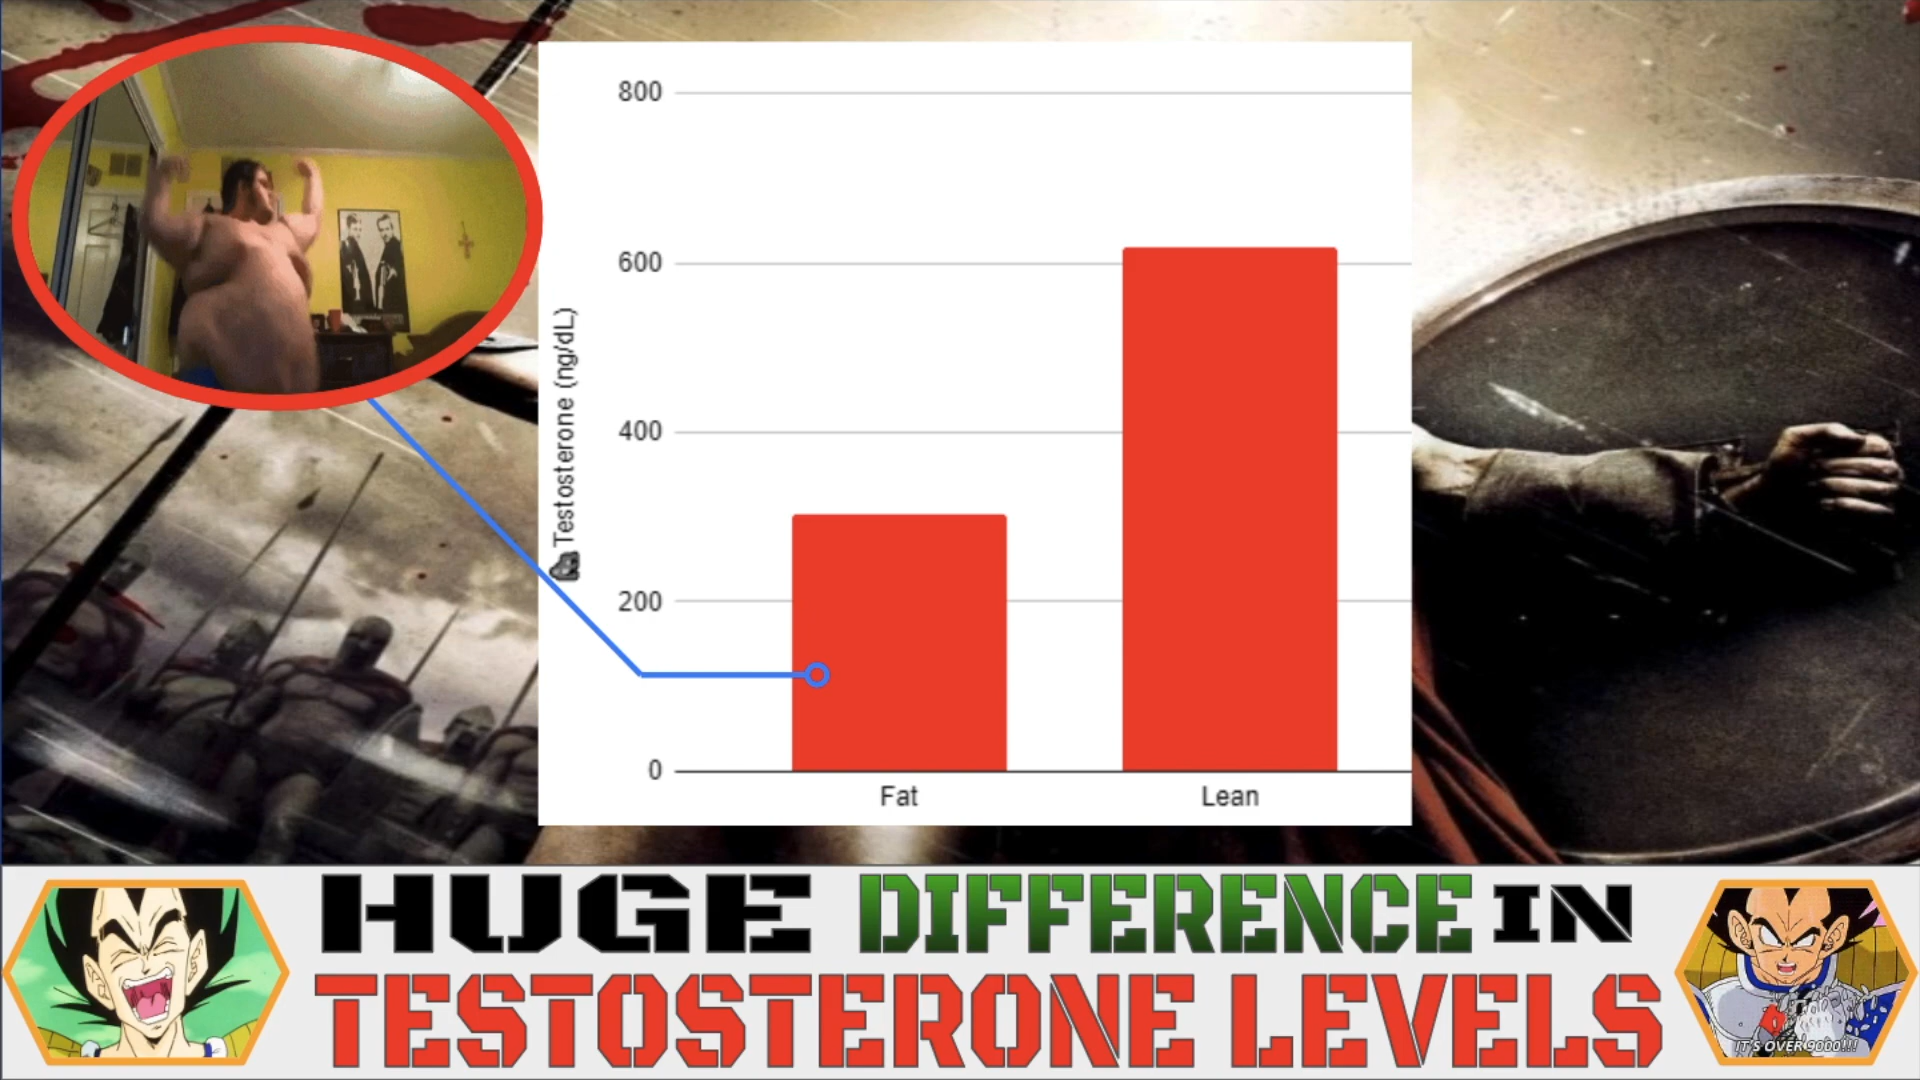 800
600
400
200
0
Testosterone (ng/dL)
Fat
Lean
HUGE DIFFERENCE IN
TESTOSTERONE LEVELS
IT'S OVER 9000!!!